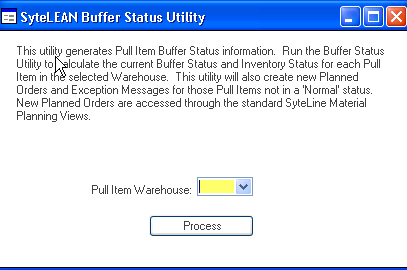 SyteLEAN Buffer Status Utility
This utility generates Pull Item Buffer Status information. Run the Buffer Status
Utility to calculate the current Buffer Status and Inventory Status for each Pull
Item in the selected Warehouse. This utility will also create new Planned
Orders and Exception Messages for those Pull Items not in a 'Normal' status.
New Planned Orders are accessed through the standard SyteLine Material
Planning Views.
Pull Item Warehouse:
Process